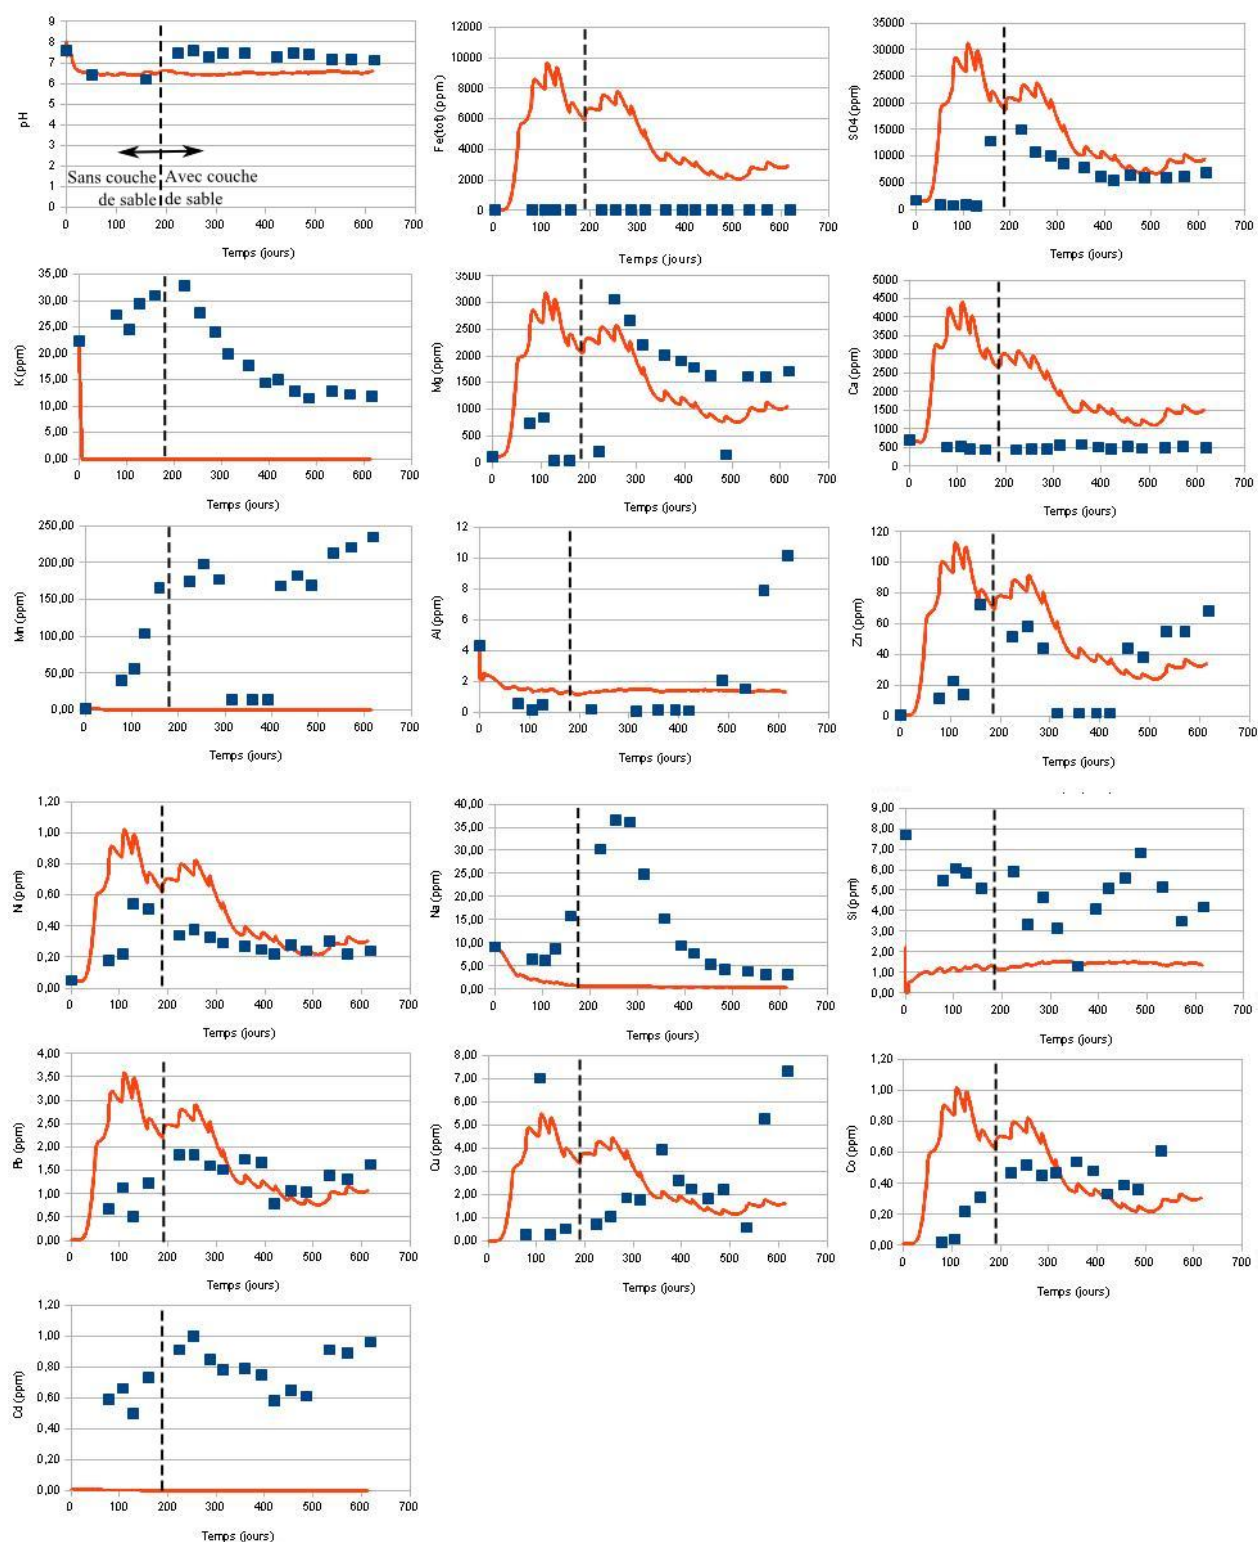 9
8
7
6
5
4
3
2
1
0
pH
Sans couche Avec couche
de sable de sable
0 100 200 300 400 500 600 700
Temps (jours)
12000
10000
8000
6000
4000
2000
0
Fe(tot) (ppm)
0 100 200 300 400 500 600 700
Temps (jours)
35000
30000
25000
20000
15000
10000
5000
0
SO4 (ppm)
0 100 200 300 400 500 600 700
Temps (jours)
35,00
30,00
25,00
20,00
15,00
10,00
5,00
0,00
K (ppm)
0 100 200 300 400 500 600 700
Temps (jours)
3500
3000
2500
2000
1500
1000
500
0
Mg (ppm)
0 100 200 300 400 500 600 700
Temps (jours)
5000
4500
4000
3500
3000
2500
2000
1500
1000
500
0
Ca (ppm)
0 100 200 300 400 500 600 700
Temps (jours)
250,00
200,00
150,00
100,00
50,00
0,00
Mn (ppm)
0 100 200 300 400 500 600 700
Temps (jours)
12
10
8
6
4
2
0
Al (ppm)
0 100 200 300 400 500 600 700
Temps (jours)
120
100
80
60
40
20
0
Zn (ppm)
0 100 200 300 400 500 600 700
Temps (jours)
1,20
1,00
0,80
0,60
0,40
0,20
0,00
Ni (ppm)
0 100 200 300 400 500 600 700
Temps (jours)
40,00
35,00
30,00
25,00
20,00
15,00
10,00
5,00
0,00
Na (ppm)
0 100 200 300 400 500 600 700
Temps (jours)
9,00
8,00
7,00
6,00
5,00
4,00
3,00
2,00
1,00
0,00
Si (ppm)
0 100 200 300 400 500 600 700
Temps (jours)
4,00
3,50
3,00
2,50
2,00
1,50
1,00
0,50
0,00
Pb (ppm)
0 100 200 300 400 500 600 700
Temps (jours)
8,00
7,00
6,00
5,00
4,00
3,00
2,00
1,00
0,00
Cu (ppm)
0 100 200 300 400 500 600 700
Temps (jours)
1,20
1,00
0,80
0,60
0,40
0,20
0,00
Co (ppm)
0 100 200 300 400 500 600 700
Temps (jours)
1,20
1,00
0,80
0,60
0,40
0,20
0,00
Cd (ppm)
0 100 200 300 400 500 600 700
Temps (jours)